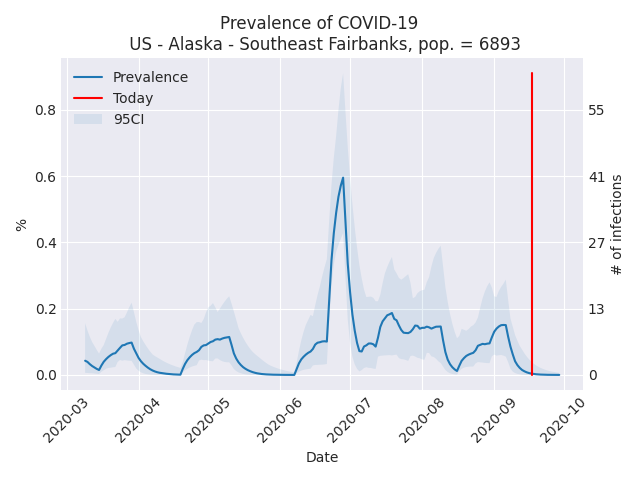 Prevalence of COVID-19
US - Alaska - Southeast Fairbanks, pop. = 6893
Prevalence
Today
95CI
%
0.8
0.6
0.4
0.2
0.0
55
41
27
13
0
# of infections
2020-03
2020-04
2020-05
2020-06
2020-07
2020-08
2020-09
2020-10
Date